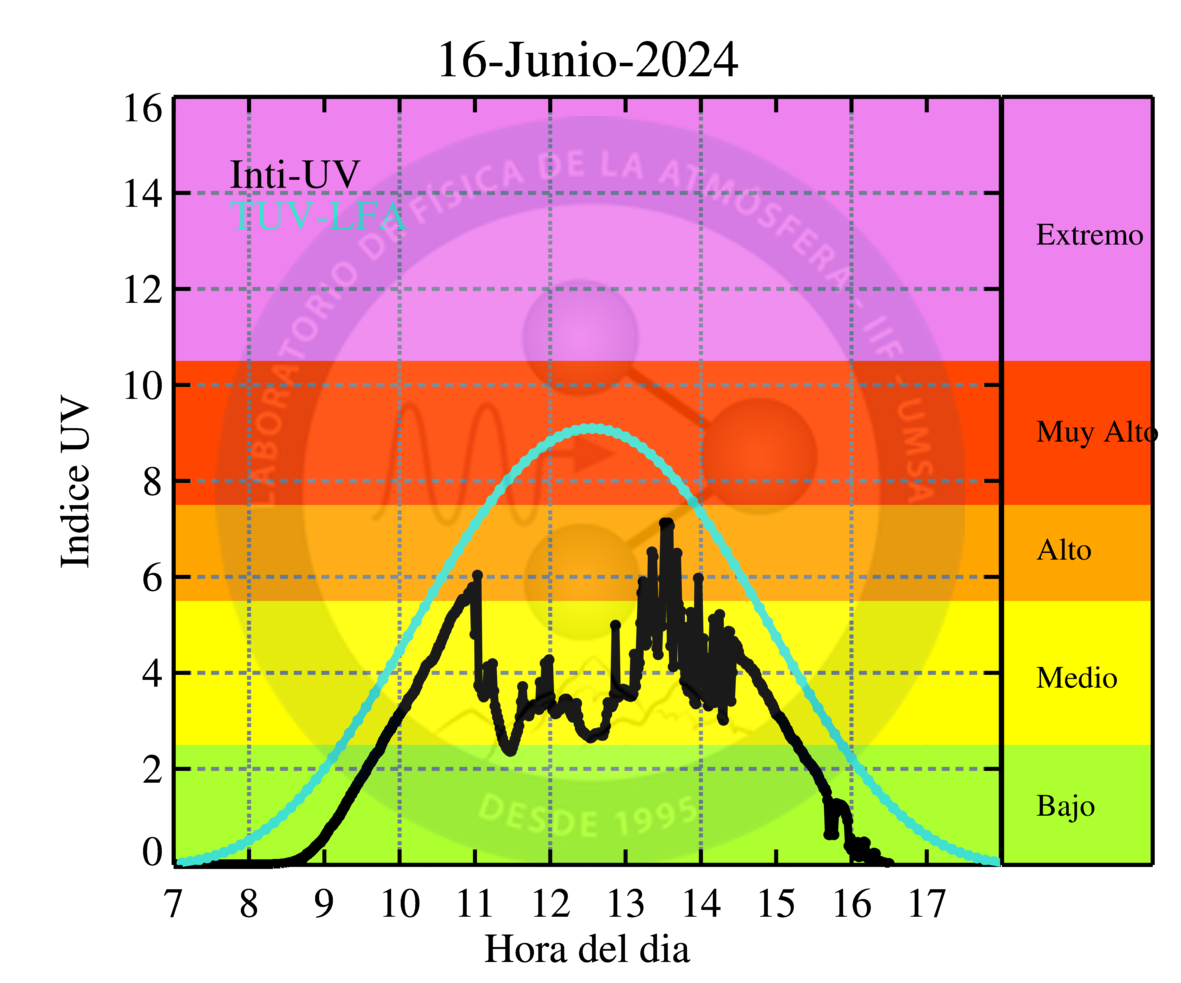 16-Junio-2024
Inti-UV
TUV-LFA
LABORATORIO DE FÍSICA DE LA ATMÓSFERA - IIF - UMSA
DESDE 1995
Indice UV
16
14
12
10
8
6
4
2
0
Extremo
Muy Alto
Alto
Medio
Bajo
7 8 9 10 11 12 13 14 15 16 17
Hora del dia